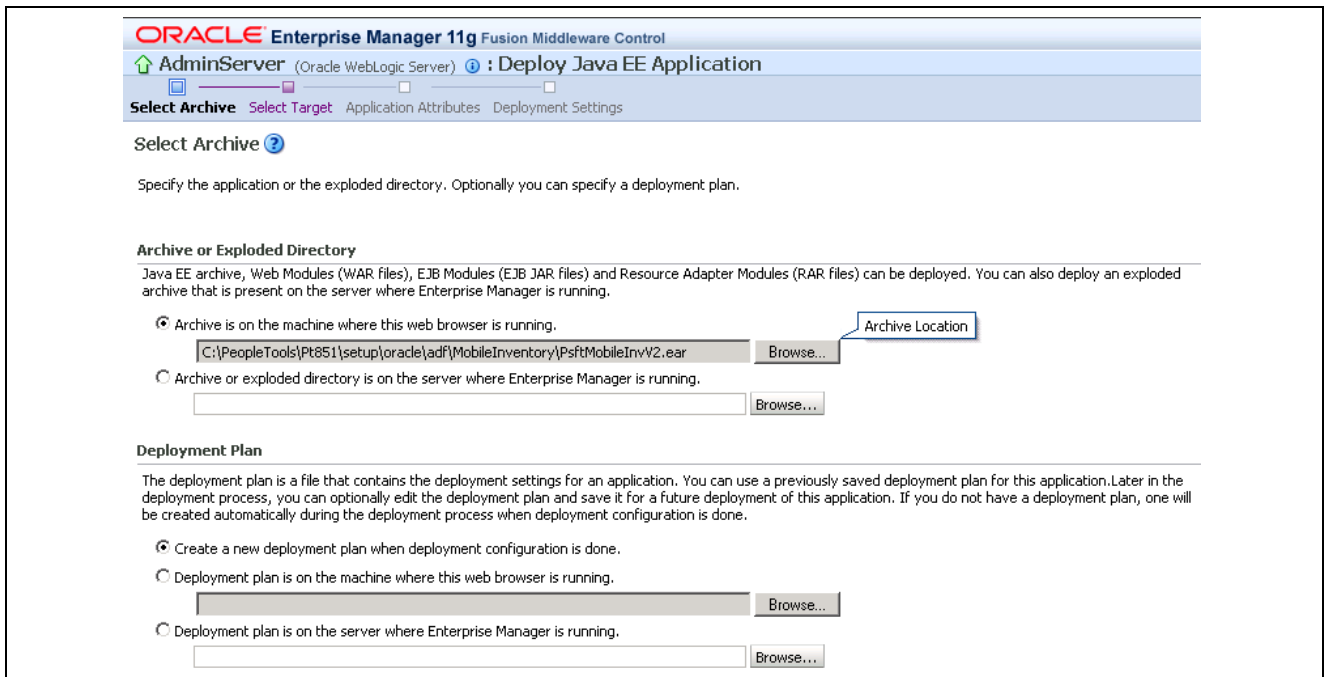 ORACLE Enterprise Manager 11g Fusion Middleware Control
AdminServer (Oracle WebLogic Server) : Deploy Java EE Application
Select Archive Select Target Application Attributes Deployment Settings
Select Archive
Specify the application or the exploded directory. Optionally you can specify a deployment plan.
Archive or Exploded Directory
Java EE archive, Web Modules (WAR files), EJB Modules (EJB JAR files) and Resource Adapter Modules (RAR files) can be deployed. You can also deploy an exploded
archive that is present on the server where Enterprise Manager is running.
Archive is on the machine where this web browser is running.
Archive Location
C:\PeopleTools\Pt851\setup\oracle\adf\MobileInventory\PsftMobileInvV2.ear Browse...
Archive or exploded directory is on the server where Enterprise Manager is running.
Browse...
Deployment Plan
The deployment plan is a file that contains the deployment settings for an application. You can use a previously saved deployment plan for this application.Later in the
deployment process, you can optionally edit the deployment plan and save it for a future deployment of this application. If you do not have a deployment plan, one will
be created automatically during the deployment process when deployment configuration is done.
Create a new deployment plan when deployment configuration is done.
Deployment plan is on the machine where this web browser is running.
Browse...
Deployment plan is on the server where Enterprise Manager is running.
Browse...